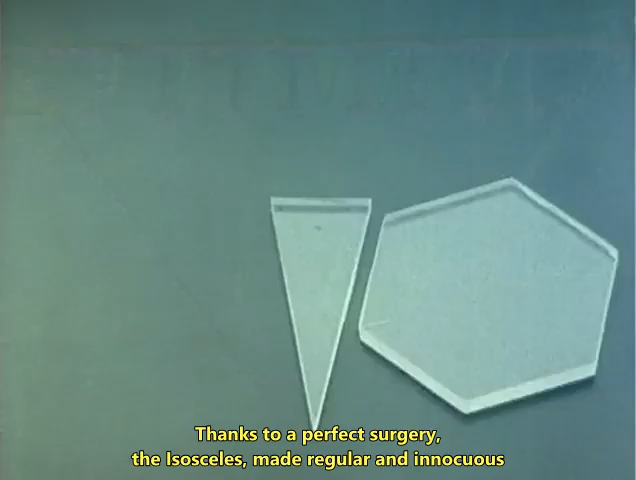 Thanks to a perfect surgery,
the Isosceles, made regular and innocuous